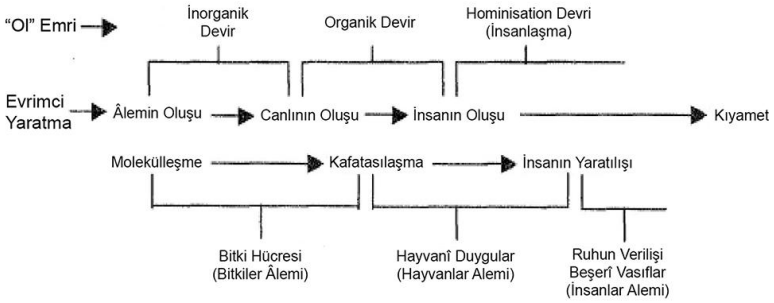 "Ol" Emri
İnorganik
Devir
Organik Devir
Hominisation Devri
(İnsanlaşma)
Evrimci
Yaratma
Âlemin Oluşu
Canlının Oluşu
İnsanın Oluşu
Kıyamet
Molekülleşme
Kafatasılaşma
İnsanın Yaratılışı
Bitki Hücresi
(Bitkiler Âlemi)
Hayvanî Duygular
(Hayvanlar Alemi)
Ruhun Verilişi
Beşerî Vasıflar
(İnsanlar Alemi)